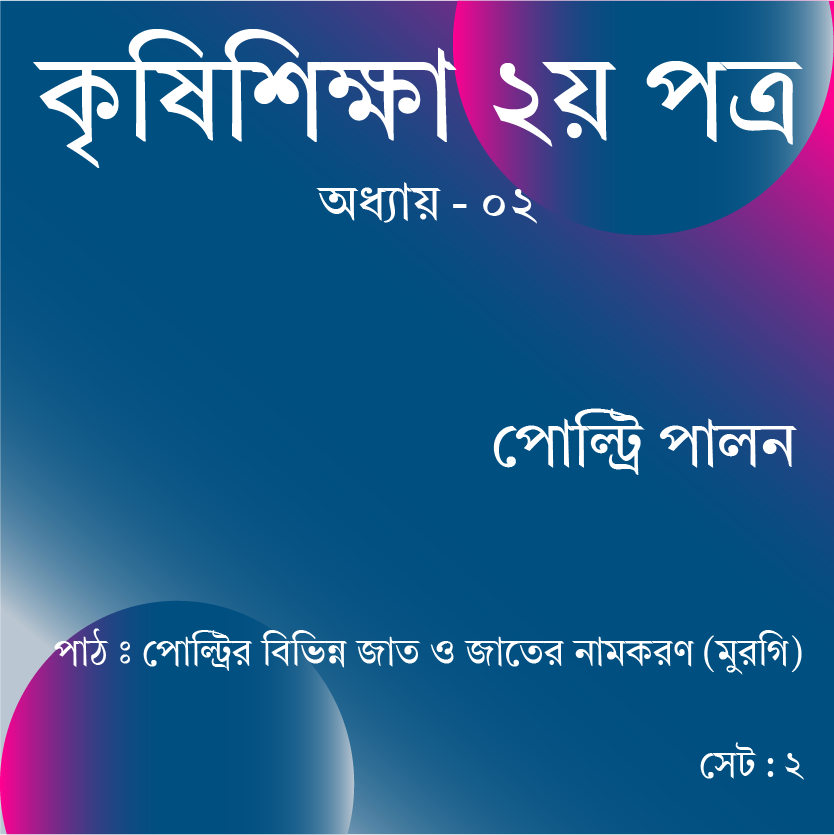 কৃষিশিক্ষা ২য় পত্র
অধ্যায় - ০২
পোল্ট্রি পালন
পাঠ ঃ পোল্ট্রির বিভিন্ন জাত ও জাতের নামকরণ (মুরগি)
সেট : ২